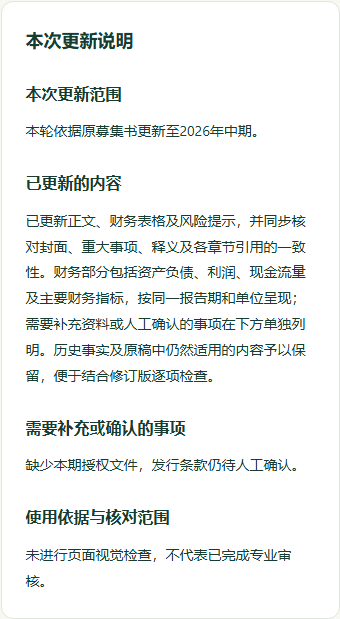 本次更新说明
本次更新范围
本轮依据原募集书更新至2026年中期。
已更新的内容
已更新正文、财务表格及风险提示，并同步核
对封面、重大事项、释义及各章节引用的一致
性。财务部分包括资产负债、利润、现金流量
及主要财务指标，按同一报告期和单位呈现；
需要补充资料或人工确认的事项在下方单独列
明。历史事实及原稿中仍然适用的内容予以保
留，便于结合修订版逐项检查。
需要补充或确认的事项
缺少本期授权文件，发行条款仍待人工确认。
使用依据与核对范围
未进行页面视觉检查，不代表已完成专业审
核。